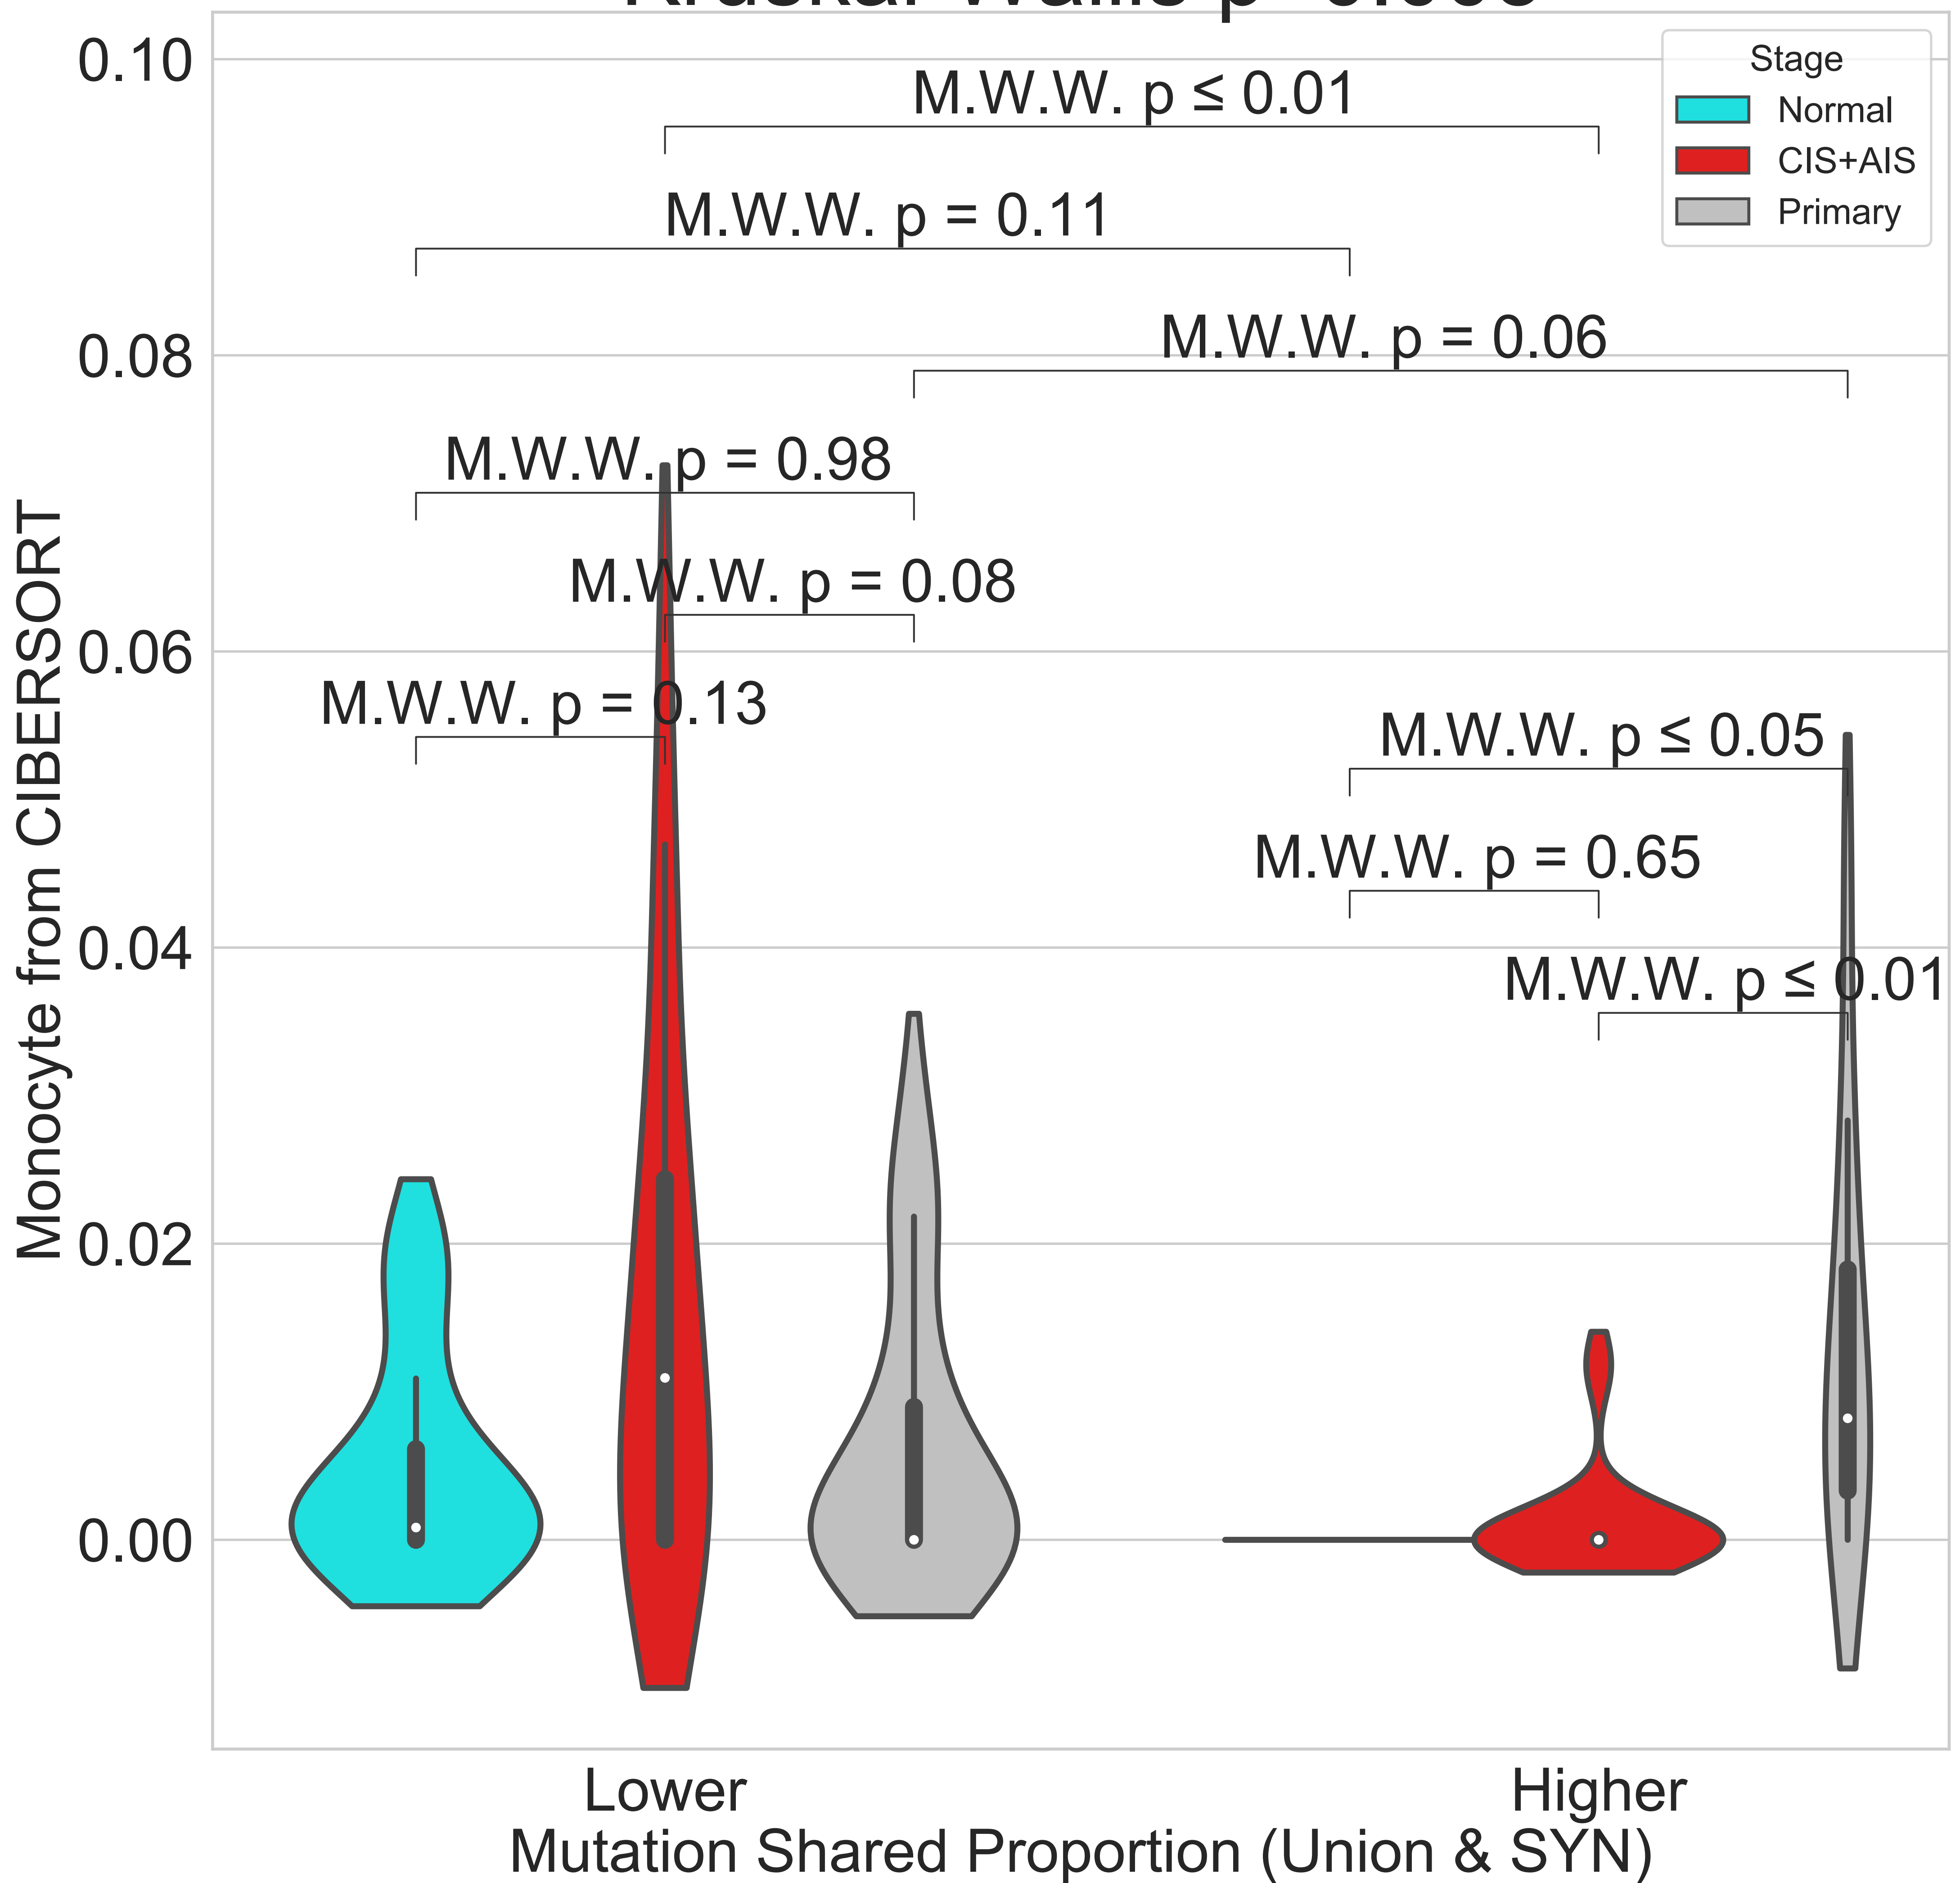 0.10
0.08
0.06
0.04
0.02
0.00
Monocyte from CIBERSORT
Stage
Normal
CIS+AIS
Primary
M.W.W. p ≤ 0.01
M.W.W. p = 0.11
M.W.W. p = 0.06
M.W.W. p = 0.98
M.W.W. p = 0.08
M.W.W. p = 0.13
M.W.W. p ≤ 0.05
M.W.W. p = 0.65
M.W.W. p ≤ 0.01
Lower
Higher
Mutation Shared Proportion (Union & SYN)